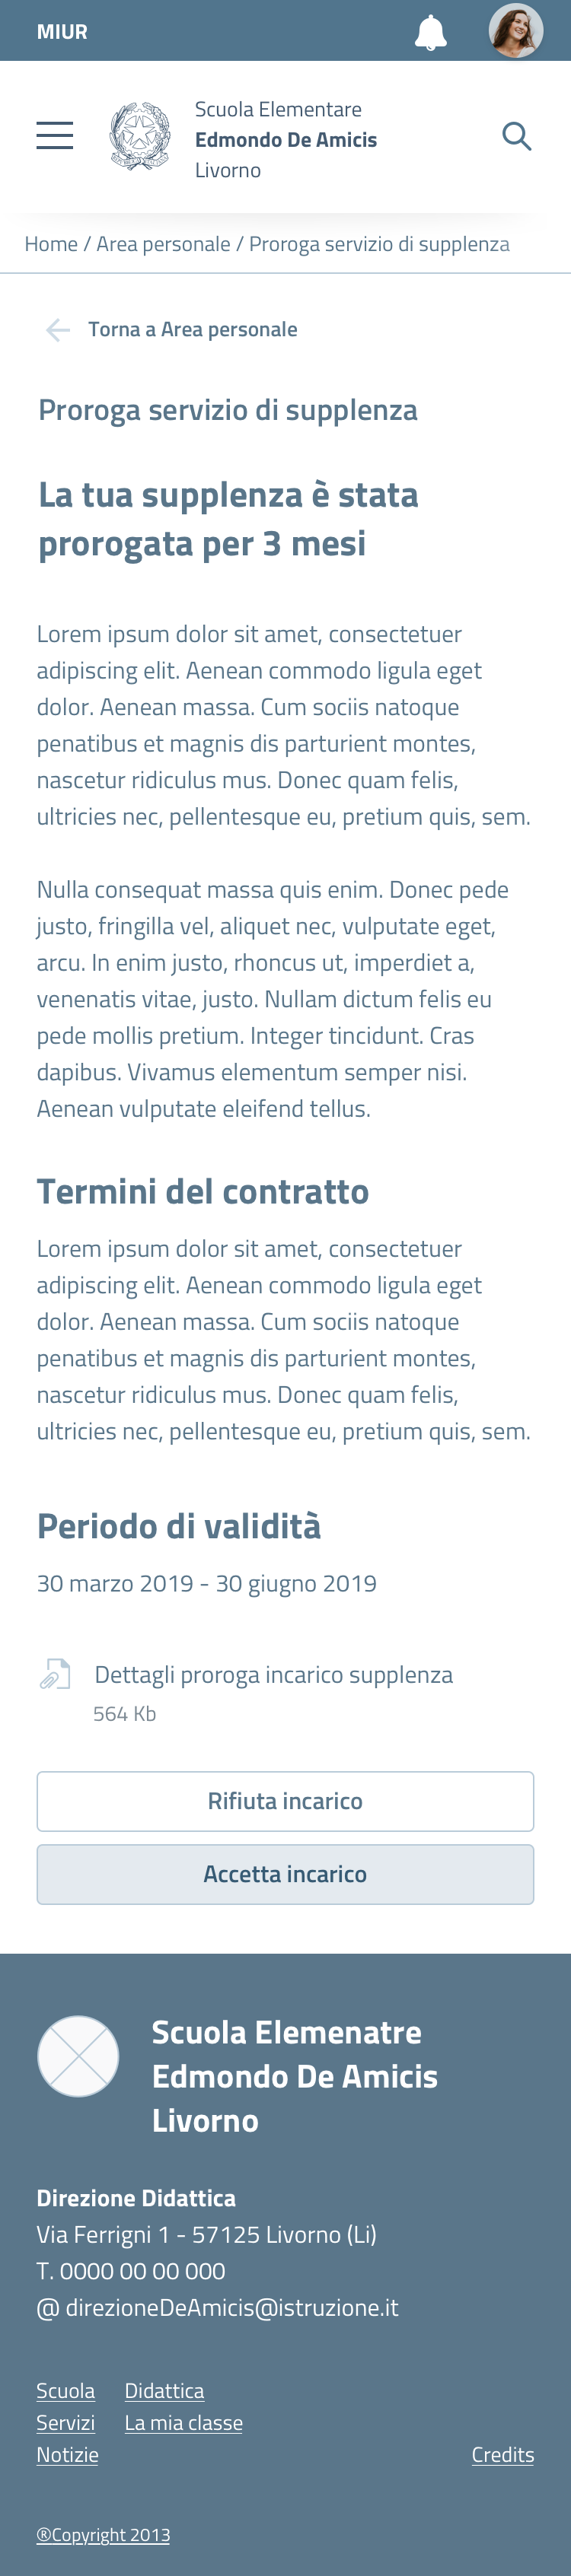 MIUR
Scuola Elementare
Edmondo De Amicis
Livorno
Home / Area personale / Proroga servizio di supplenza
Torna a Area personale
Proroga servizio di supplenza
La tua supplenza è stata
prorogata per 3 mesi
Lorem ipsum dolor sit amet, consectetuer
adipiscing elit. Aenean commodo ligula eget
dolor. Aenean massa. Cum sociis natoque
penatibus et magnis dis parturient montes,
nascetur ridiculus mus. Donec quam felis,
ultricies nec, pellentesque eu, pretium quis, sem.
Nulla consequat massa quis enim. Donec pede
justo, fringilla vel, aliquet nec, vulputate eget,
arcu. In enim justo, rhoncus ut, imperdiet a,
venenatis vitae, justo. Nullam dictum felis eu
pede mollis pretium. Integer tincidunt. Cras
dapibus. Vivamus elementum semper nisi.
Aenean vulputate eleifend tellus.
Termini del contratto
Lorem ipsum dolor sit amet, consectetuer
adipiscing elit. Aenean commodo ligula eget
dolor. Aenean massa. Cum sociis natoque
penatibus et magnis dis parturient montes,
nascetur ridiculus mus. Donec quam felis,
ultricies nec, pellentesque eu, pretium quis, sem.
Periodo di validità
30 marzo 2019 - 30 giugno 2019
Dettagli proroga incarico supplenza
564 Kb
Rifiuta incarico
Accetta incarico
Scuola Elemenatre
Edmondo De Amicis
Livorno
Direzione Didattica
Via Ferrigni 1 - 57125 Livorno (Li)
T. 0000 00 00 000
@ direzioneDeAmicis@istruzione.it
Scuola Didattica
Servizi La mia classe
Notizie Credits
®Copyright 2013